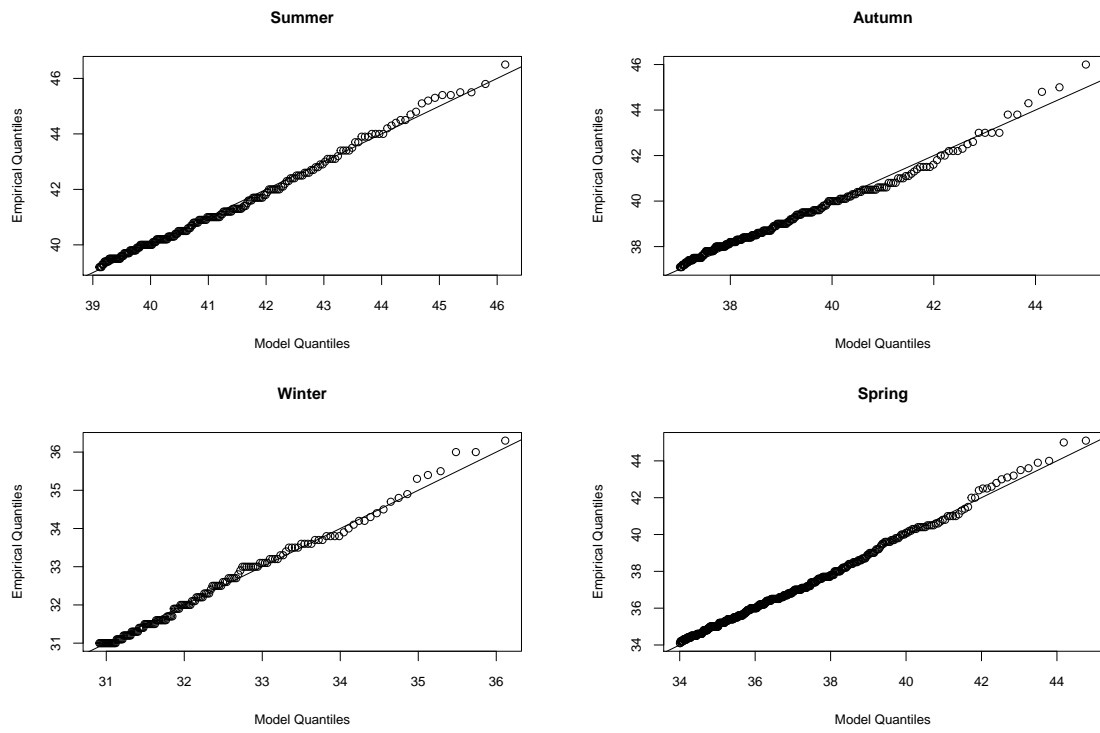 Summer
Empirical Quantiles
46
44
42
40
39 40 41 42 43 44 45 46
Model Quantiles
Autumn
Empirical Quantiles
46
44
42
40
38
38 40 42 44
Model Quantiles
Winter
Empirical Quantiles
36
35
34
33
32
31
31 32 33 34 35 36
Model Quantiles
Spring
Empirical Quantiles
44
42
40
38
36
34
34 36 38 40 42 44
Model Quantiles